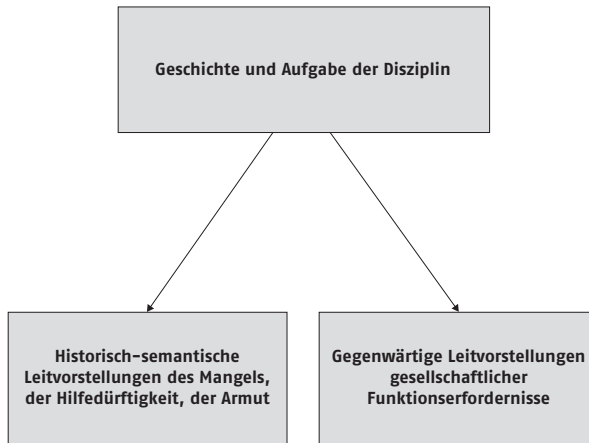 Geschichte und Aufgabe der Disziplin
Historisch-semantische
Leitvorstellungen des Mangels,
der Hilfedürftigkeit, der Armut
Gegenwärtige Leitvorstellungen
gesellschaftlicher
Funktionserfordernisse